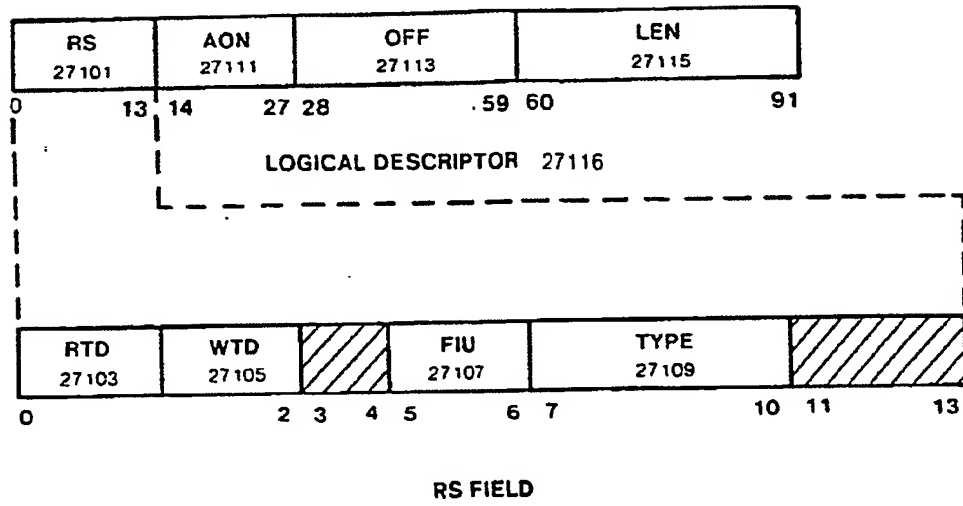 RS AON OFF LEN
27101 27111 27113 27115
0 13 14 27 28 59 60 91
LOGICAL DESCRIPTOR 27116
RTD WTD FIU TYPE
27103 27105 27107 27109
0 2 3 4 5 6 7 10 11 13
RS FIELD